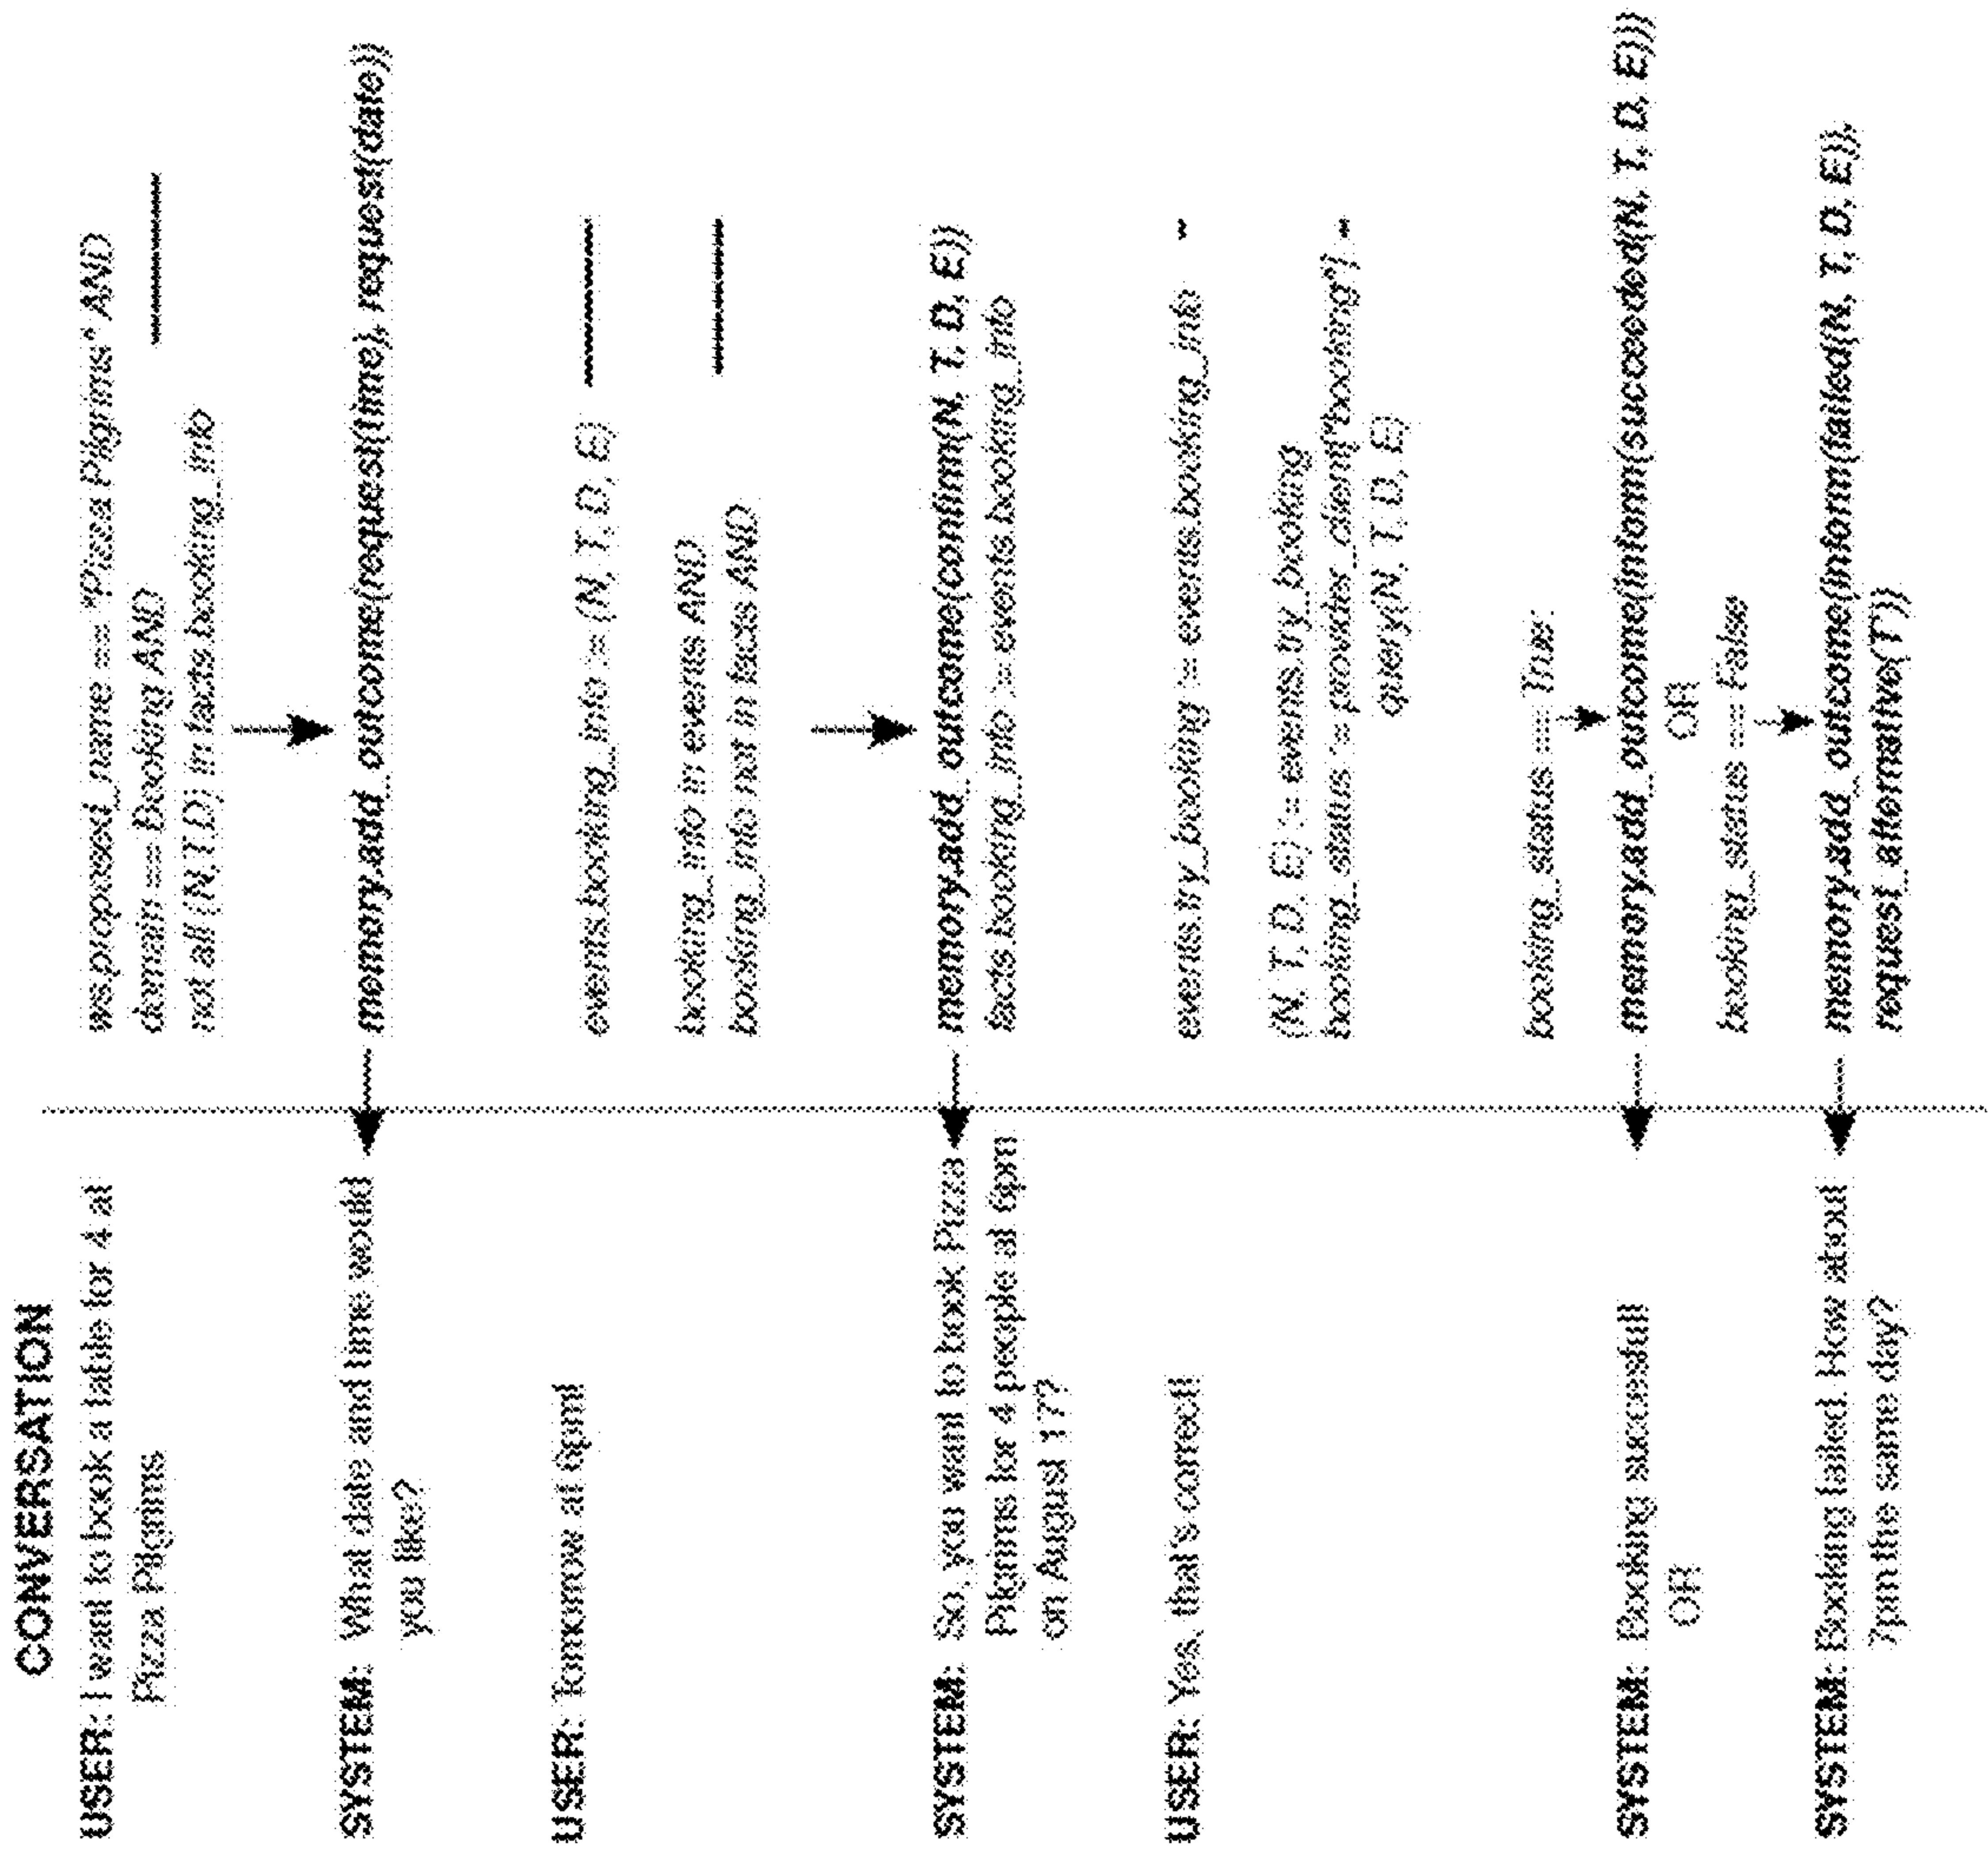 CONVERSATION
USER: I want to book a table for 4 at
Pizza Pilgrims
SYSTEM: What date and time would
you like?
USER: Tomorrow at 6pm!
SYSTEM: So, you want to book Pizza
Pilgrims for 4 people at 6pm
on August 17?
USER: Yes, that's correct!
SYSTEM: Booking successful!
OR
SYSTEM: Booking failed. How about
7pm the same day?
ws.proposed_name == "Pizza Pilgrims" AND
domain == Booking AND
not all (N,T,D) in facts.booking_info
memory.add_outcome(request(time), request(date))
events.booking_info := (N, T, D, E)
booking_info in events AND
booking_info not in facts AND
memory.add_outcome(confirm(N, T, D, E))
facts.booking_info := events.booking_info
events.try_booking := events.booking_info
(N, T, D, E) := events.try_booking
booking_status := provider_client("booking").
query(N, T, D, E)
booking_status == True:
memory.add_outcome(inform(succeeded(N, T, D, E)))
OR
booking_status == False
memory.add_outcome(inform(failed(N, T, D, E)),
request_alternative(T))